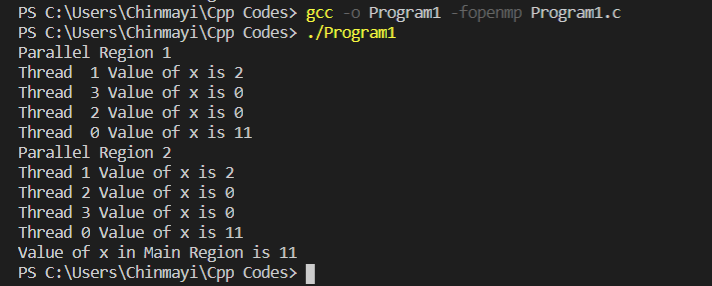 PS C:\Users\Chinmayi\Cpp Codes> gcc -o Program1 -fopenmp Program1.c
PS C:\Users\Chinmayi\Cpp Codes> ./Program1
Parallel Region 1
Thread  1 Value of x is 2
Thread  3 Value of x is 0
Thread  2 Value of x is 0
Thread  0 Value of x is 11
Parallel Region 2
Thread 1 Value of x is 2
Thread 2 Value of x is 0
Thread 3 Value of x is 0
Thread 0 Value of x is 11
Value of x in Main Region is 11
PS C:\Users\Chinmayi\Cpp Codes>